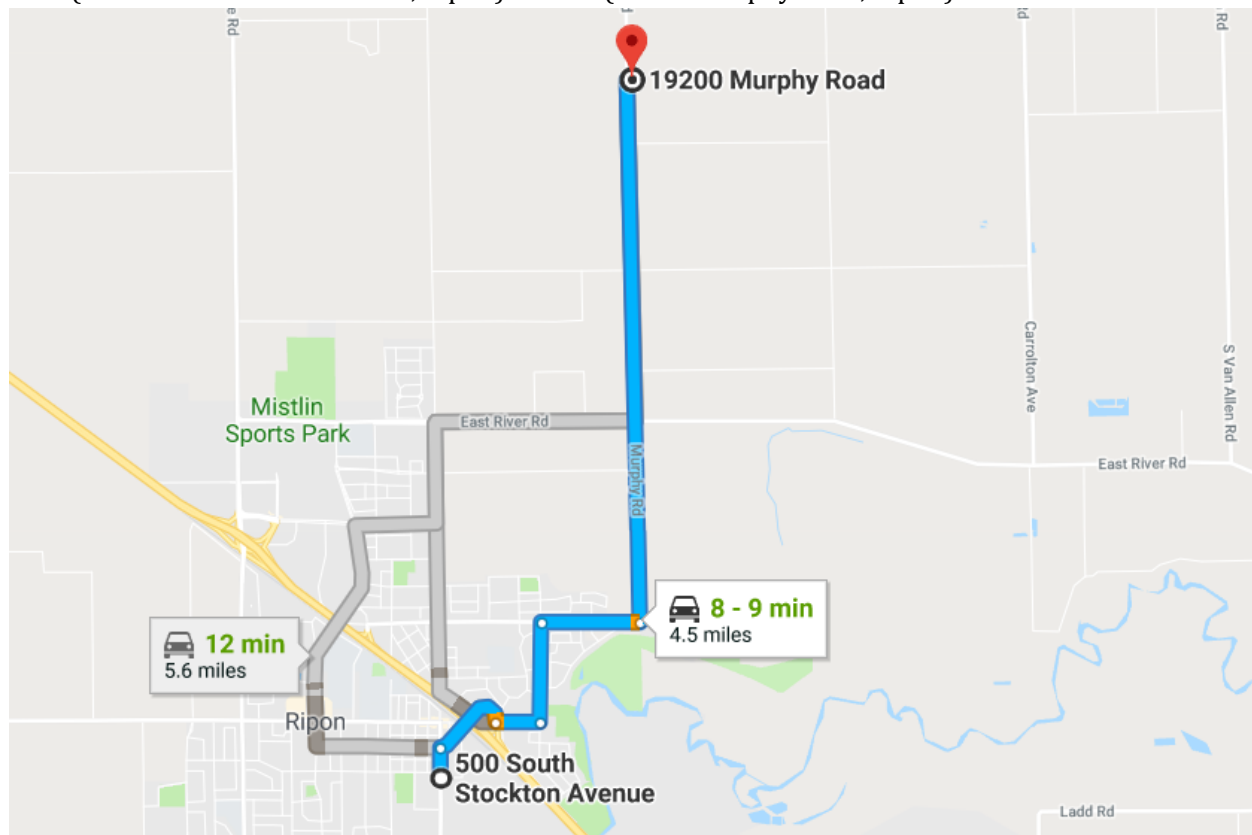 19200 Murphy Road
Carrolton Ave
S Van Allen Rd
Mistlin
Sports Park
East River Rd
Murphy Rd
East River Rd
8 - 9 min
4.5 miles
12 min
5.6 miles
Ripon
500 South
Stockton Avenue
Ladd Rd